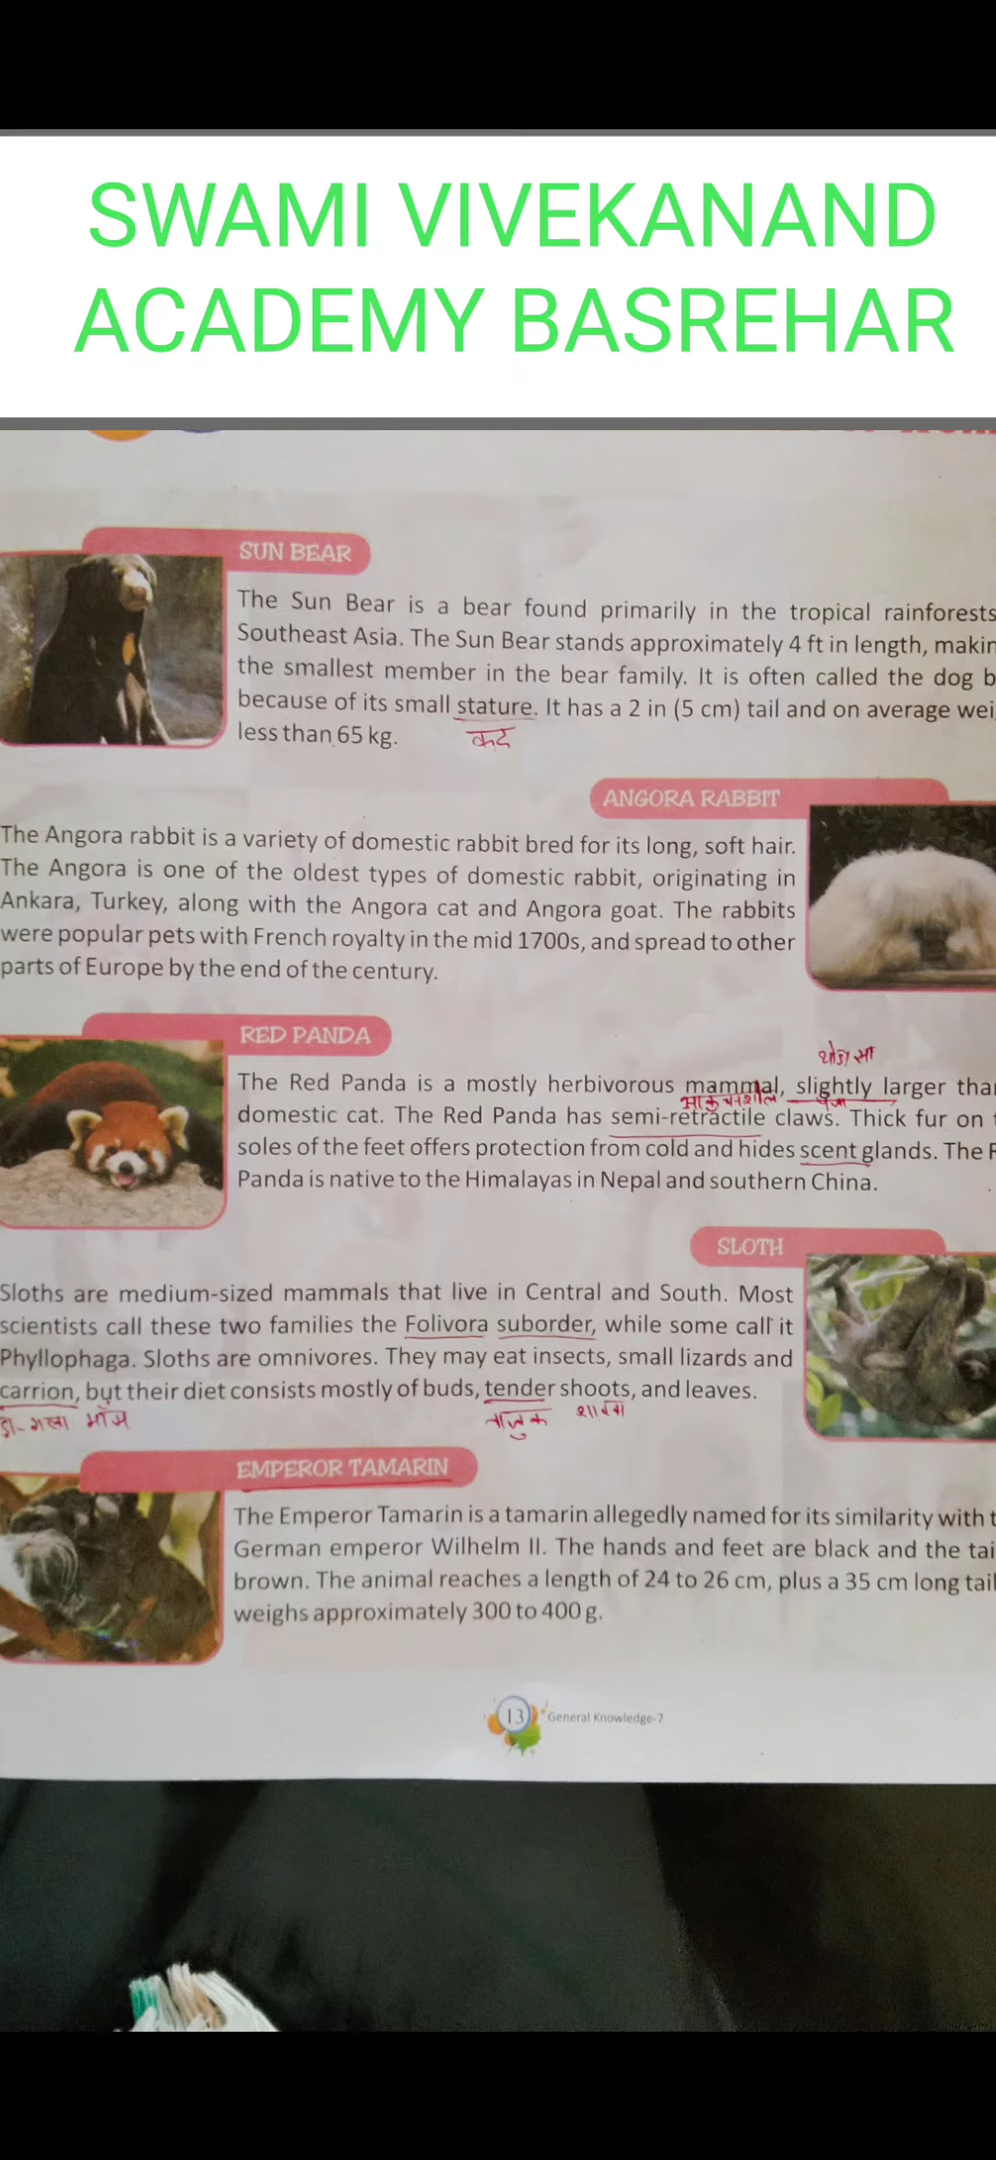 SWAMI VIVEKANAND
ACADEMY BASREHAR
SUN BEAR
The Sun Bear is a bear found primarily in the tropical rainforests
Southeast Asia. The Sun Bear stands approximately 4 ft in length, makin
the smallest member in the bear family. It is often called the dog b
because of its small stature. It has a 2 in (5 cm) tail and on average wei
less than 65 kg.
कद
ANGORA RABBIT
The Angora rabbit is a variety of domestic rabbit bred for its long, soft hair.
The Angora is one of the oldest types of domestic rabbit, originating in
Ankara, Turkey, along with the Angora cat and Angora goat. The rabbits
were popular pets with French royalty in the mid 1700s, and spread to other
parts of Europe by the end of the century.
RED PANDA
थोड़ा सा
The Red Panda is a mostly herbivorous mammal, slightly larger than
पंजा
domestic cat. The Red Panda has semi-retractile claws. Thick fur on t
soles of the feet offers protection from cold and hides scent glands. The R
Panda is native to the Himalayas in Nepal and southern China.
SLOTH
Sloths are medium-sized mammals that live in Central and South. Most
scientists call these two families the Folivora suborder, while some call it
Phyllophaga. Sloths are omnivores. They may eat insects, small lizards and
carrion, but their diet consists mostly of buds, tender shoots, and leaves.
माँस नाजुक शाखा
EMPEROR TAMARIN
The Emperor Tamarin is a tamarin allegedly named for its similarity with t
German emperor Wilhelm II. The hands and feet are black and the tai
brown. The animal reaches a length of 24 to 26 cm, plus a 35 cm long tail
weighs approximately 300 to 400 g.
13 General Knowledge-7